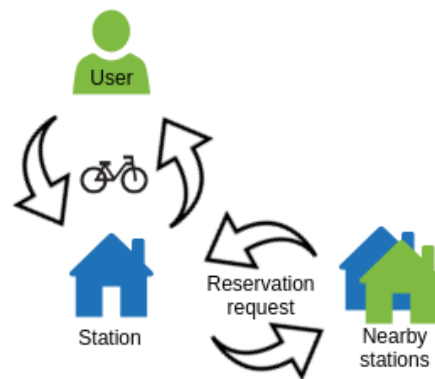 User
Station
Reservation
request
Nearby
stations